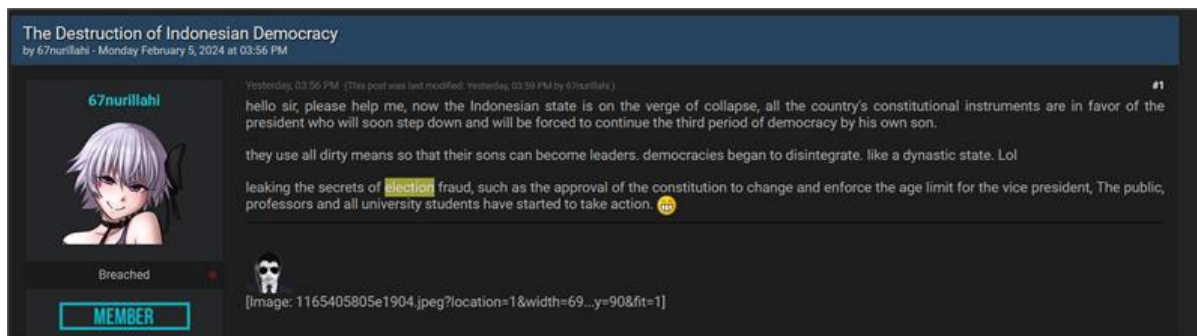 The Destruction of Indonesian Democracy
by 67nurillahi - Monday February 5, 2024 at 03:56 PM
67nurillahi
Breached
MEMBER
Yesterday, 03:56 PM (This post was last modified: Yesterday, 03:59 PM by 67nurillahi.)
#1
hello sir, please help me, now the Indonesian state is on the verge of collapse, all the country's constitutional instruments are in favor of the
president who will soon step down and will be forced to continue the third period of democracy by his own son.
they use all dirty means so that their sons can become leaders. democracies began to disintegrate. like a dynastic state. Lol
leaking the secrets of election fraud, such as the approval of the constitution to change and enforce the age limit for the vice president, The public,
professors and all university students have started to take action.
[Image: 1165405805e1904.jpeg?location=1&width=69...y=90&fit=1]